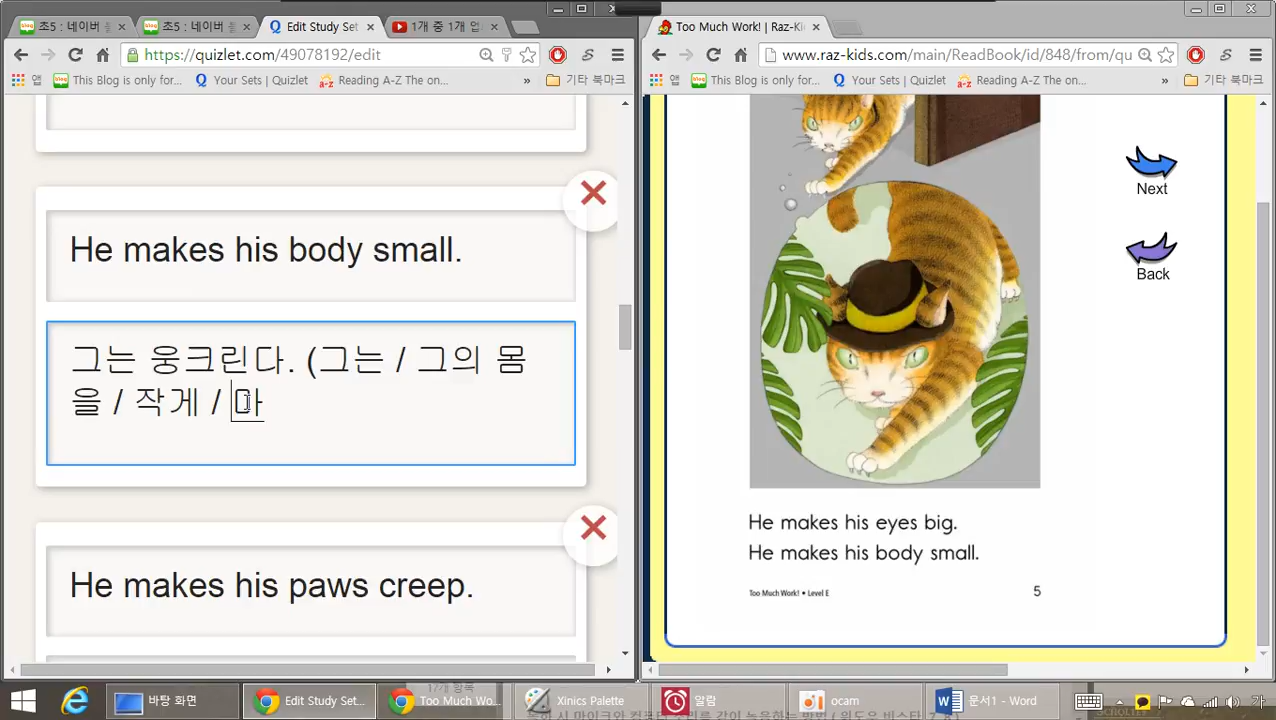 초5 : 네이버
초5 : 네이버
Edit Study Set
1개 중 1개 업
Too Much Work! | Raz-Kids
https://quizlet.com/49078192/edit
www.raz-kids.com/main/ReadBook/id/848/from/qu
앱
This Blog is only for...
Your Sets | Quizlet
Reading A-Z The on...
»
기타 북마크
앱
This Blog is only for...
Your Sets | Quizlet
Reading A-Z The on...
»
기타 북마크
He makes his body small.
그는 웅크린다. (그는 / 그의 몸
을 / 작게 / 마
He makes his paws creep.
Next
Back
He makes his eyes big.
He makes his body small.
Too Much Work! • Level E
5
바탕 화면
Edit Study Set...
Too Much Wo...
Xinics Palette
알람
ocam
문서1 - Word
가